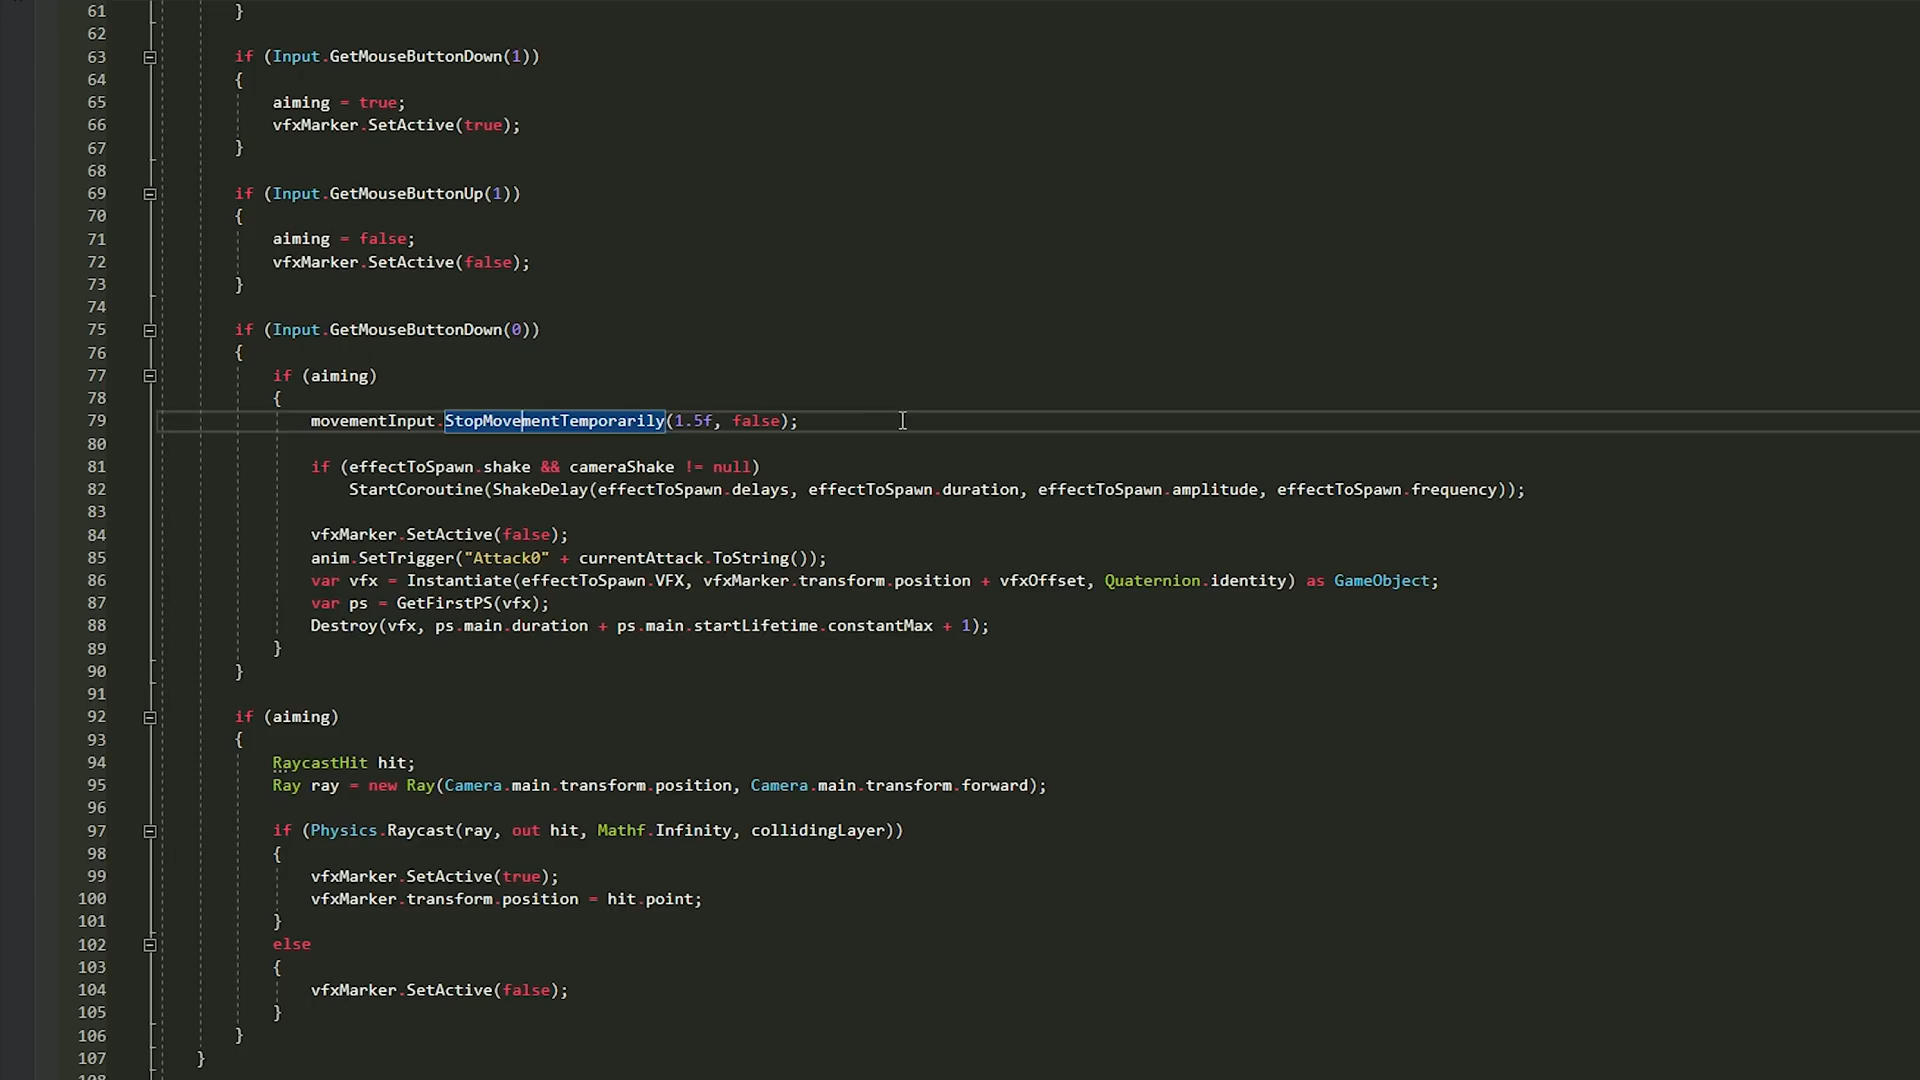 61 }
62
63 if (Input.GetMouseButtonDown(1))
64 {
65 aiming = true;
66 vfxMarker.SetActive(true);
67 }
68
69 if (Input.GetMouseButtonUp(1))
70 {
71 aiming = false;
72 vfxMarker.SetActive(false);
73 }
74
75 if (Input.GetMouseButtonDown(0))
76 {
77 if (aiming)
78 {
79 movementInput.StopMovementTemporarily(1.5f, false);
80
81 if (effectToSpawn.shake && cameraShake != null)
82 StartCoroutine(ShakeDelay(effectToSpawn.delays, effectToSpawn.duration, effectToSpawn.amplitude, effectToSpawn.frequency));
83
84 vfxMarker.SetActive(false);
85 anim.SetTrigger("Attack0" + currentAttack.ToString());
86 var vfx = Instantiate(effectToSpawn.VFX, vfxMarker.transform.position + vfxOffset, Quaternion.identity) as GameObject;
87 var ps = GetFirstPS(vfx);
88 Destroy(vfx, ps.main.duration + ps.main.startLifetime.constantMax + 1);
89 }
90 }
91
92 if (aiming)
93 {
94 RaycastHit hit;
95 Ray ray = new Ray(Camera.main.transform.position, Camera.main.transform.forward);
96
97 if (Physics.Raycast(ray, out hit, Mathf.Infinity, collidingLayer))
98 {
99 vfxMarker.SetActive(true);
100 vfxMarker.transform.position = hit.point;
101 }
102 else
103 {
104 vfxMarker.SetActive(false);
105 }
106 }
107 }
108